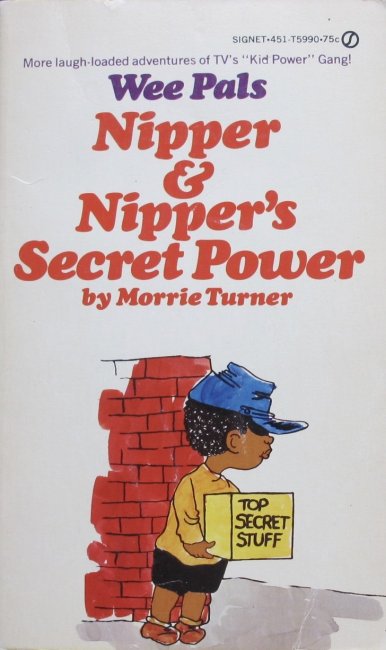 SIGNET•451-T5990•75c
More laugh-loaded adventures of TV's "Kid Power" Gang!
Wee Pals
Nipper
&
Nipper's
Secret Power
by Morrie Turner
TOP
SECRET
STUFF